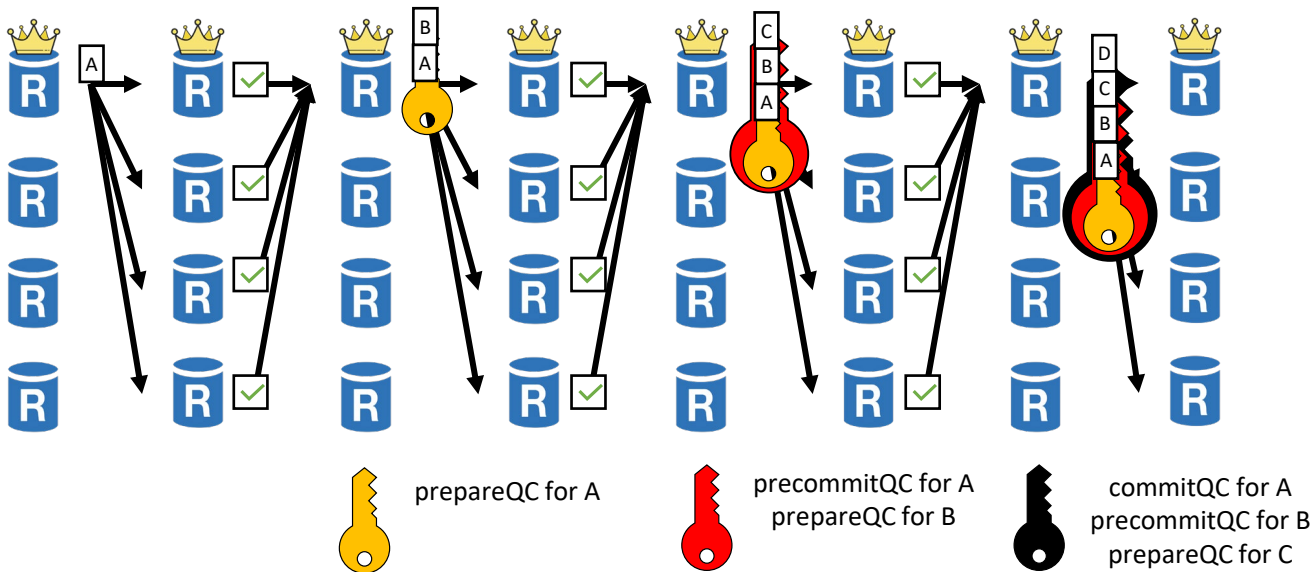 A
B
A
C
B
A
D
C
B
A
R R R R R R R R
R R R R R R R R
R R R R R R R R
R R R R R R R R
prepareQC for A
precommitQC for A
prepareQC for B
commitQC for A
precommitQC for B
prepareQC for C